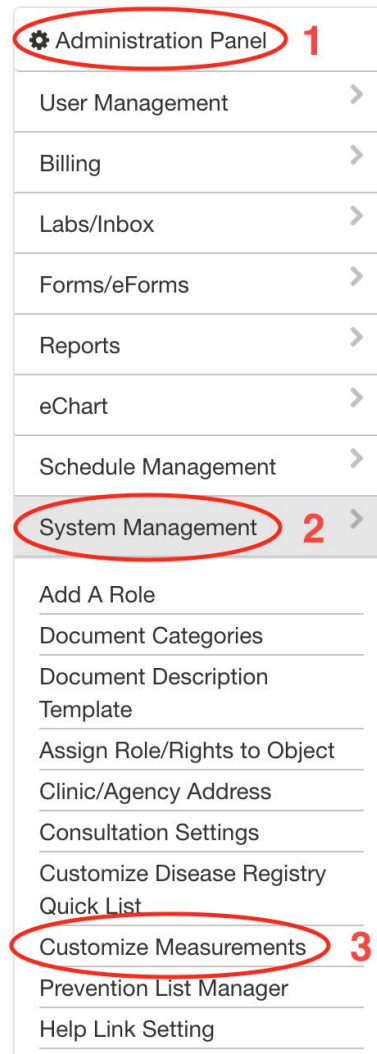 Administration Panel 1
User Management
Billing
Labs/Inbox
Forms/eForms
Reports
eChart
Schedule Management
System Management 2
Add A Role
Document Categories
Document Description
Template
Assign Role/Rights to Object
Clinic/Agency Address
Consultation Settings
Customize Disease Registry
Quick List
Customize Measurements 3
Prevention List Manager
Help Link Setting